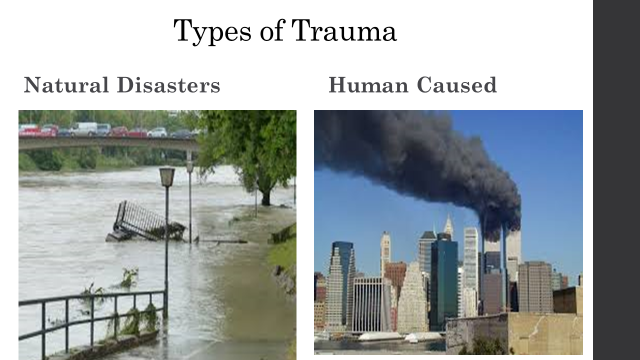 Types of Trauma
Natural Disasters
Human Caused